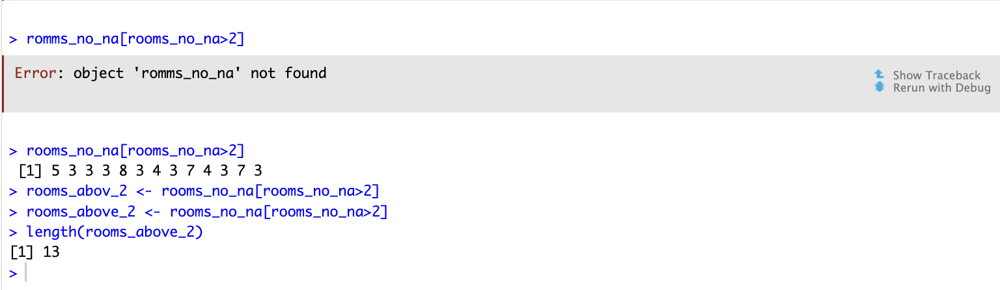 > romms_no_na[rooms_no_na>2]
Error: object 'romms_no_na' not found
Show Traceback
Rerun with Debug
> rooms_no_na[rooms_no_na>2]
[1] 5 3 3 3 8 3 4 3 7 4 3 7 3
> rooms_abov_2 <- rooms_no_na[rooms_no_na>2]
> rooms_above_2 <- rooms_no_na[rooms_no_na>2]
> length(rooms_above_2)
[1] 13
>